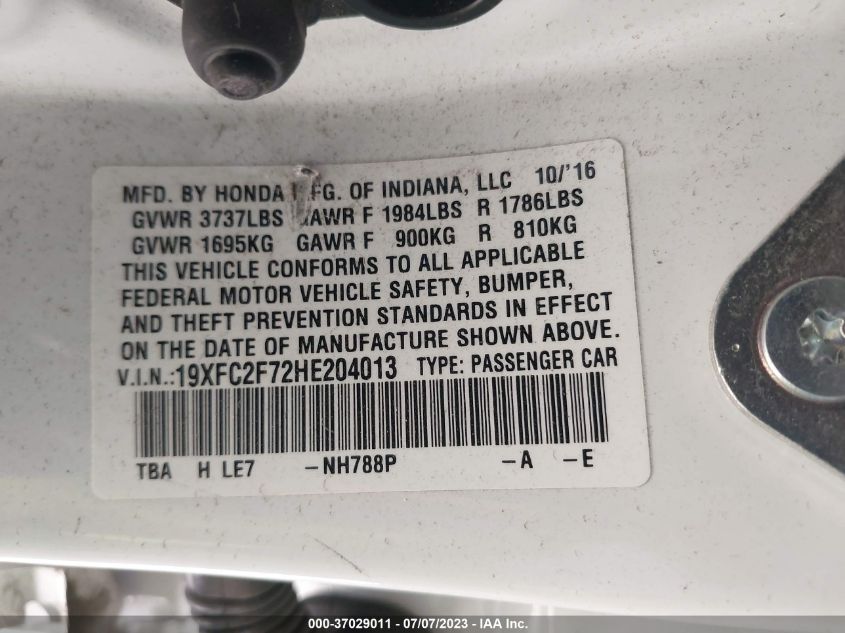 MFD. BY HONDA MFG. OF INDIANA, LLC 10/'16
GVWR 3737LBS GAWR F 1984LBS R 1786LBS
GVWR 1695KG GAWR F 900KG R 810KG
THIS VEHICLE CONFORMS TO ALL APPLICABLE
FEDERAL MOTOR VEHICLE SAFETY, BUMPER,
AND THEFT PREVENTION STANDARDS IN EFFECT
ON THE DATE OF MANUFACTURE SHOWN ABOVE.
V.I.N.:19XFC2F72HE204013 TYPE: PASSENGER CAR
TBA H LE7 -NH788P -A -E
000-37029011 - 07/07/2023 - IAA Inc.